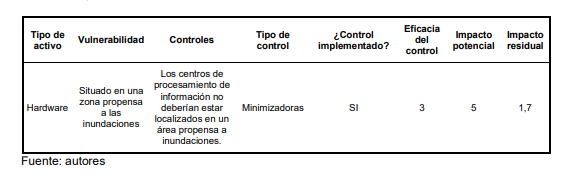 Tipo de activo
Vulnerabilidad
Controles
Tipo de control
¿Control implementado?
Eficacia del control
Impacto potencial
Impacto residual
Hardware
Situado en una
zona propensa
a las
inundaciones
Los centros de
procesamiento de
información no
deberían estar
localizados en un
área propensa a
inundaciones.
Minimizadoras
SI
3
5
1,7
Fuente: autores